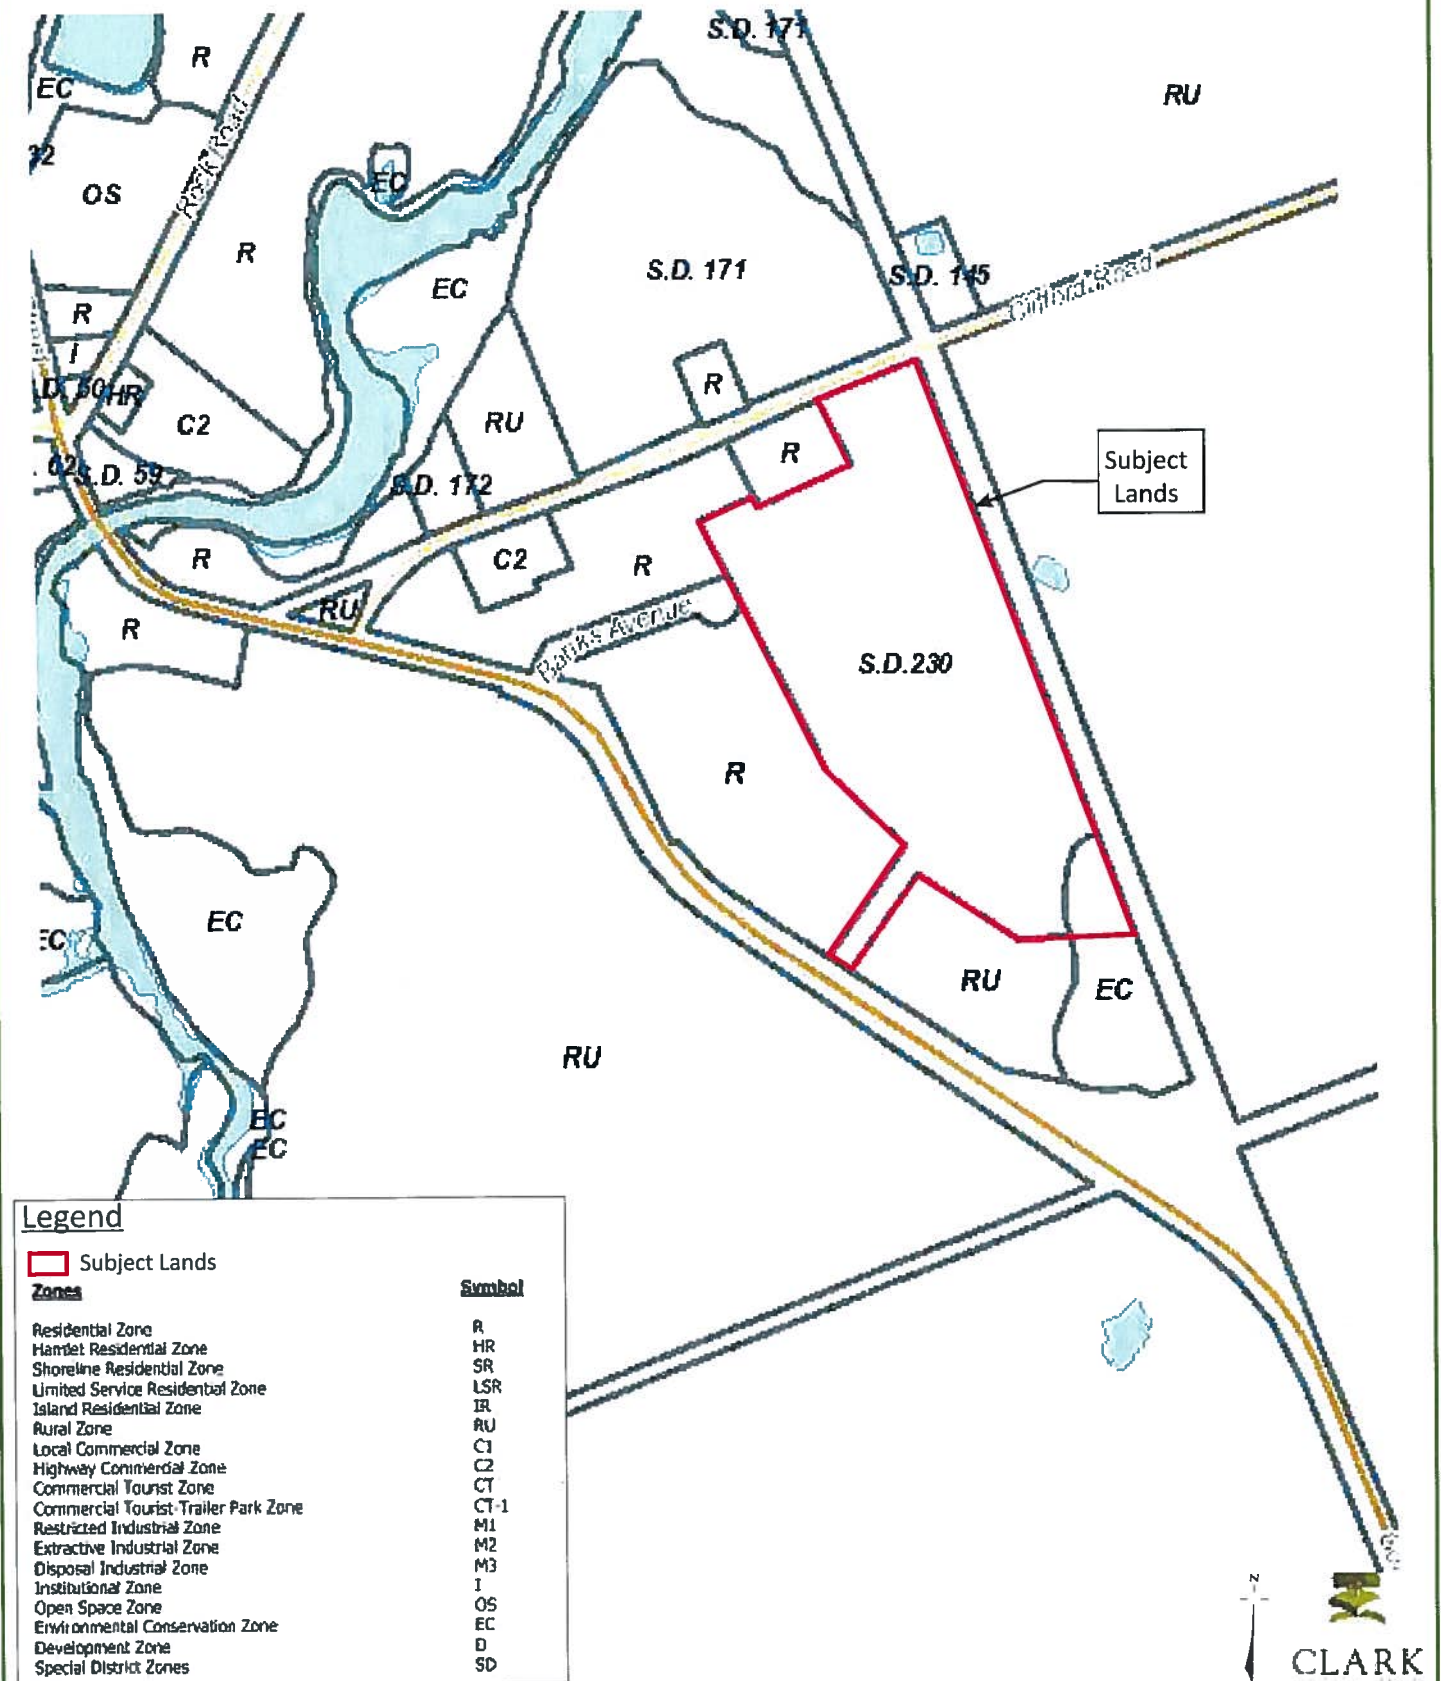 S.D. 171
R
RU
EC
Rock Road
32
OS
EC
R
S.D. 171
S.D. 145
EC
Clifford Road
R
I
R
HR
C2
RU
R
Subject
Lands
S.D. 59
S.D. 172
R
C2
R
RU
Banks Avenue
R
S.D.230
R
EC
EC
RU
EC
RU
EC
EC
Legend
Subject Lands
Zones Symbol
Residential Zone R
Hamlet Residential Zone HR
Shoreline Residential Zone SR
Limited Service Residential Zone LSR
Island Residential Zone IR
Rural Zone RU
Local Commercial Zone C1
Highway Commercial Zone C2
Commercial Tourist Zone CT
Commercial Tourist-Trailer Park Zone CT-1
Restricted Industrial Zone M1
Extractive Industrial Zone M2
Disposal Industrial Zone M3
Institutional Zone I
Open Space Zone OS
Environmental Conservation Zone EC
Development Zone D
Special District Zones SD
N
CLARK